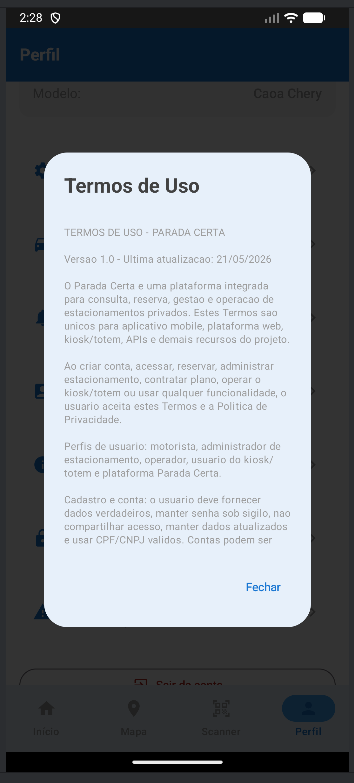 2:28
Perfil
Modelo: Caoa Chery
Termos de Uso
TERMOS DE USO - PARADA CERTA
Versao 1.0 - Ultima atualizacao: 21/05/2026
O Parada Certa e uma plataforma integrada
para consulta, reserva, gestao e operacao de
estacionamentos privados. Estes Termos sao
unicos para aplicativo mobile, plataforma web,
kiosk/totem, APIs e demais recursos do projeto.
Ao criar conta, acessar, reservar, administrar
estacionamento, contratar plano, operar o
kiosk/totem ou usar qualquer funcionalidade, o
usuario aceita estes Termos e a Politica de
Privacidade.
Perfis de usuario: motorista, administrador de
estacionamento, operador, usuario do kiosk/
totem e plataforma Parada Certa.
Cadastro e conta: o usuario deve fornecer
dados verdadeiros, manter senha sob sigilo, nao
compartilhar acesso, manter dados atualizados
e usar CPF/CNPJ validos. Contas podem ser
Fechar
Sair da conta
Início
Mapa
Scanner
Perfil